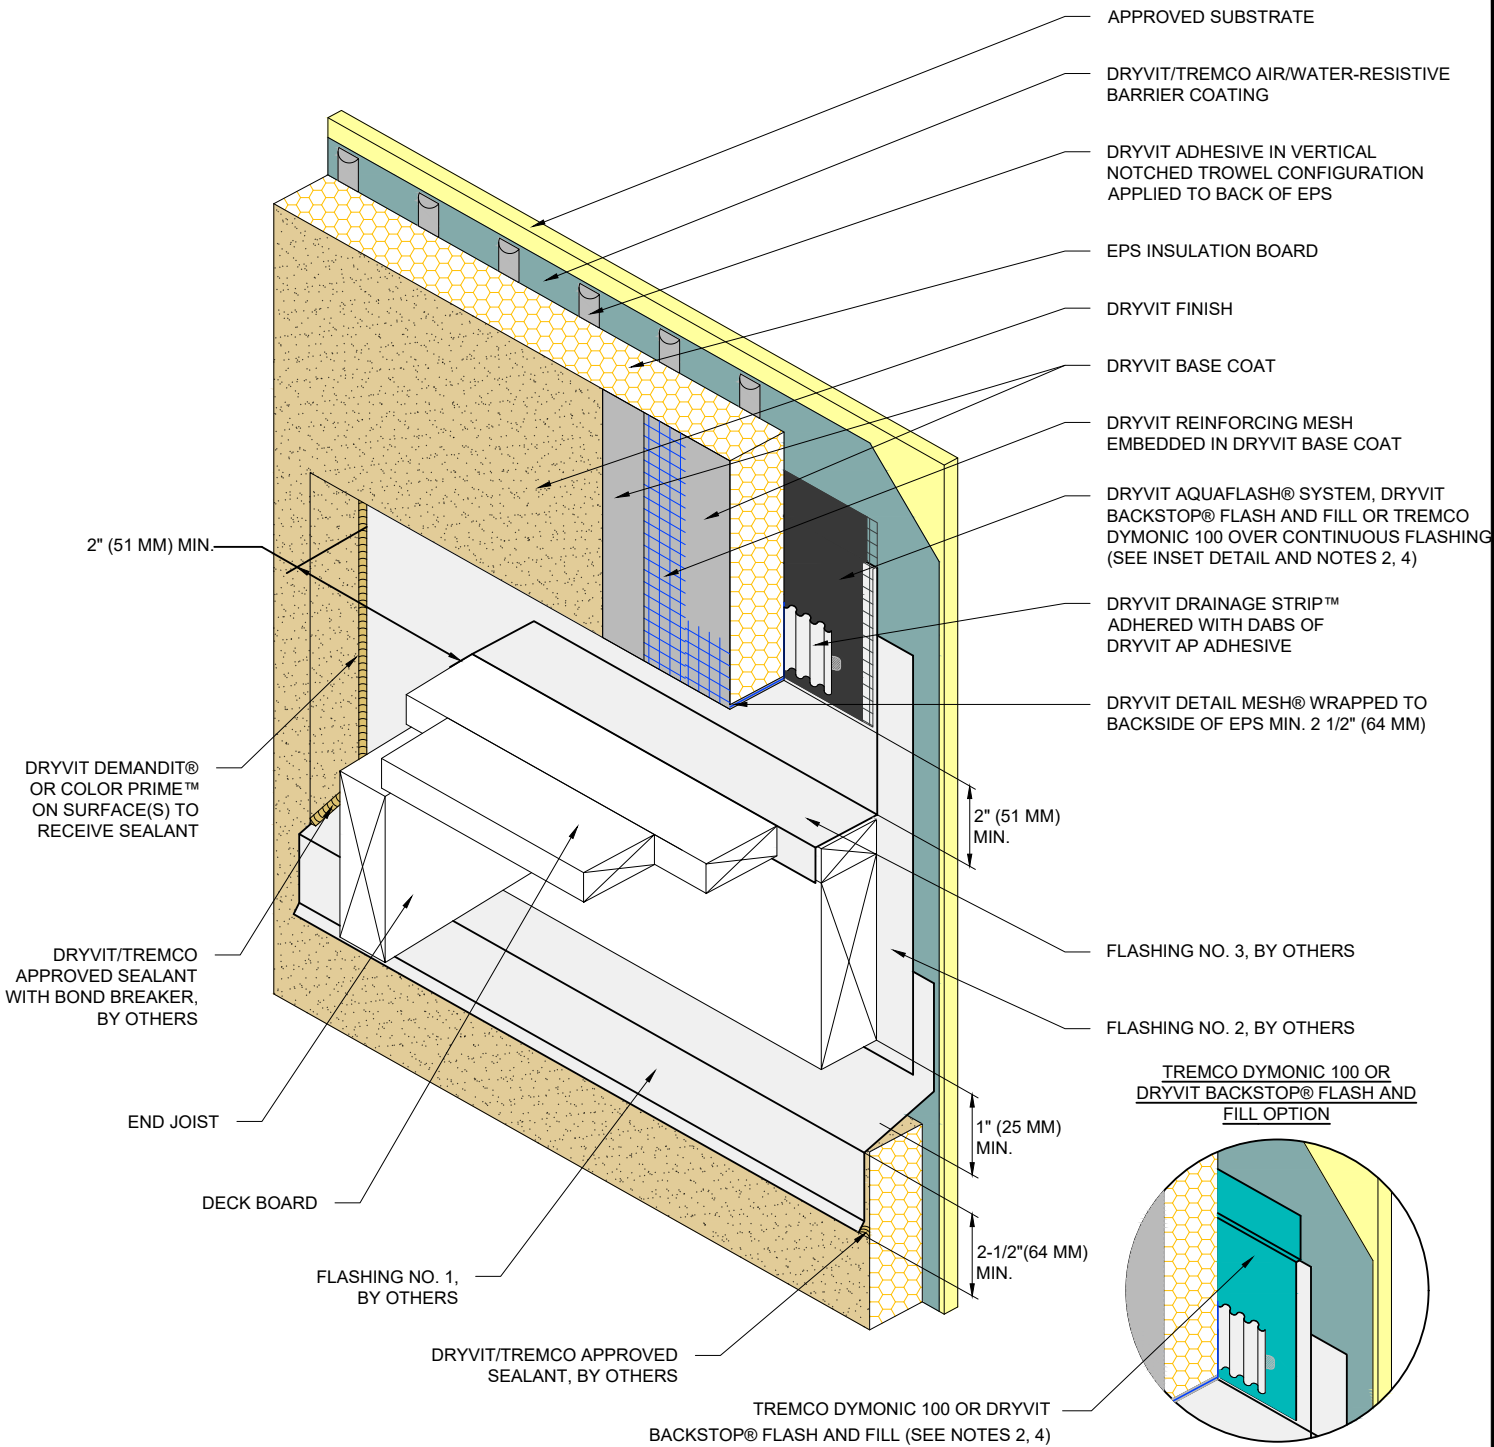 APPROVED SUBSTRATE
DRYVIT/TREMCO AIR/WATER-RESISTIVE
BARRIER COATING
DRYVIT ADHESIVE IN VERTICAL
NOTCHED TROWEL CONFIGURATION
APPLIED TO BACK OF EPS
EPS INSULATION BOARD
DRYVIT FINISH
DRYVIT BASE COAT
DRYVIT REINFORCING MESH
EMBEDDED IN DRYVIT BASE COAT
DRYVIT AQUAFLASH® SYSTEM, DRYVIT
BACKSTOP® FLASH AND FILL OR TREMCO
DYMONIC 100 OVER CONTINUOUS FLASHING
(SEE INSET DETAIL AND NOTES 2, 4)
DRYVIT DRAINAGE STRIP™
ADHERED WITH DABS OF
DRYVIT AP ADHESIVE
DRYVIT DETAIL MESH® WRAPPED TO
BACKSIDE OF EPS MIN. 2 1/2" (64 MM)
2" (51 MM) MIN.
DRYVIT DEMANDIT®
OR COLOR PRIME™
ON SURFACE(S) TO
RECEIVE SEALANT
2" (51 MM)
MIN.
DRYVIT/TREMCO
APPROVED SEALANT
WITH BOND BREAKER,
BY OTHERS
FLASHING NO. 3, BY OTHERS
FLASHING NO. 2, BY OTHERS
END JOIST
1" (25 MM)
MIN.
DECK BOARD
2-1/2"(64 MM)
MIN.
FLASHING NO. 1,
BY OTHERS
DRYVIT/TREMCO APPROVED
SEALANT, BY OTHERS
TREMCO DYMONIC 100 OR
DRYVIT BACKSTOP® FLASH AND
FILL OPTION
TREMCO DYMONIC 100 OR DRYVIT
BACKSTOP® FLASH AND FILL (SEE NOTES 2, 4)